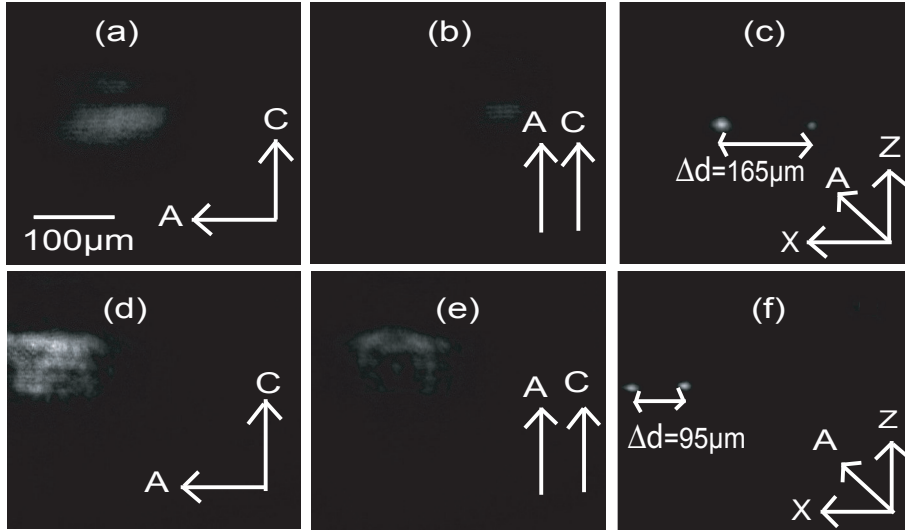 (a)
C
A
100µm
(b)
A C
(c)
Δd=165µm
Z
A
X
(d)
C
A
(e)
A C
(f)
Δd=95µm
Z
A
X